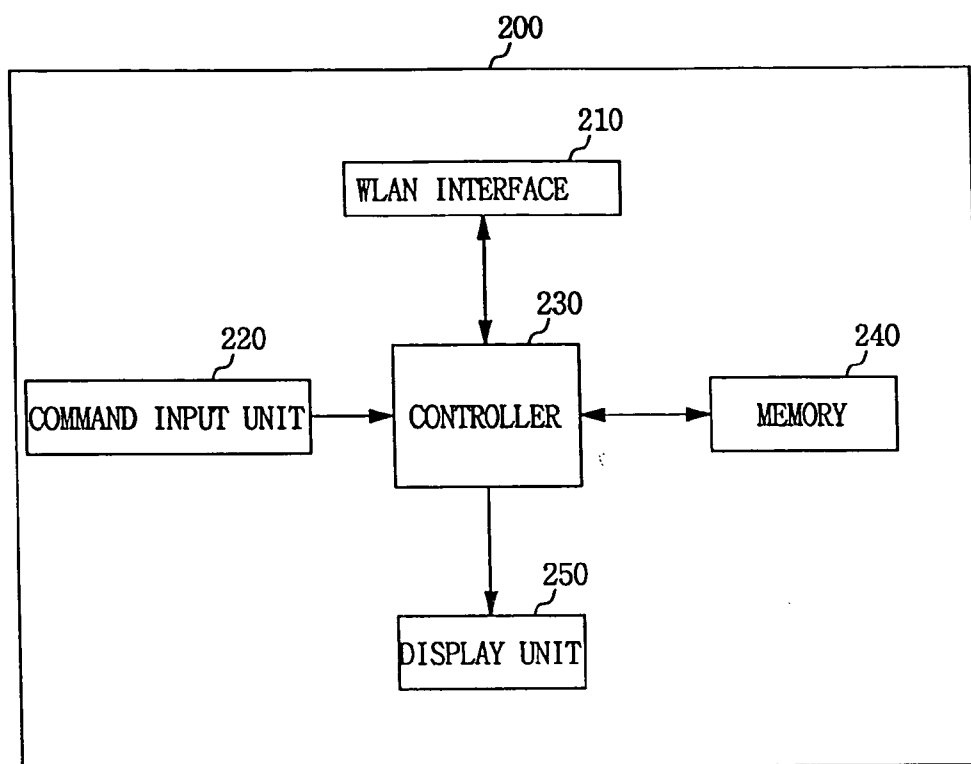 200
210
WLAN INTERFACE
230
220
240
COMMAND INPUT UNIT
CONTROLLER
MEMORY
250
DISPLAY UNIT